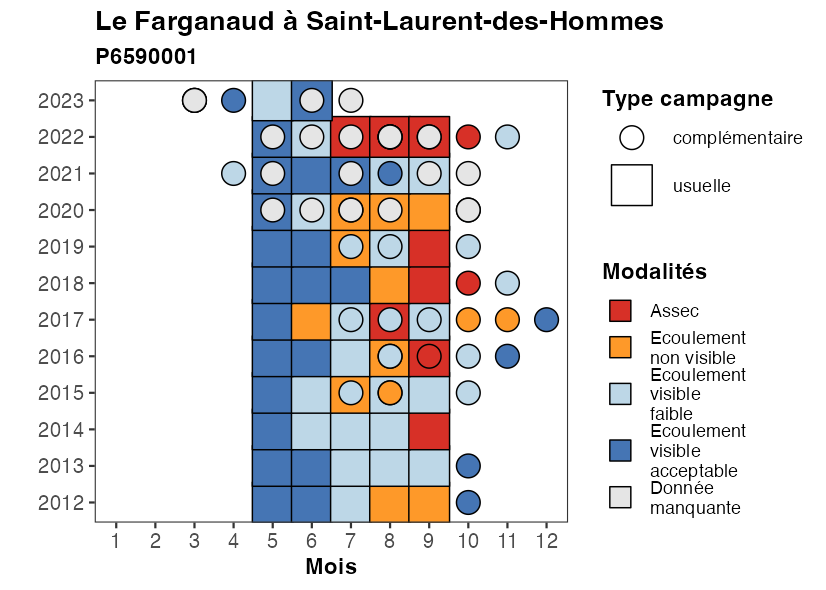 Le Farganaud à Saint-Laurent-des-Hommes
P6590001
2023
2022
2021
2020
2019
2018
2017
2016
2015
2014
2013
2012
1 2 3 4 5 6 7 8 9 10 11 12
Mois
Type campagne
complémentaire
usuelle
Modalités
Assec
Ecoulement
non visible
Ecoulement
visible
faible
Ecoulement
visible
acceptable
Donnée
manquante